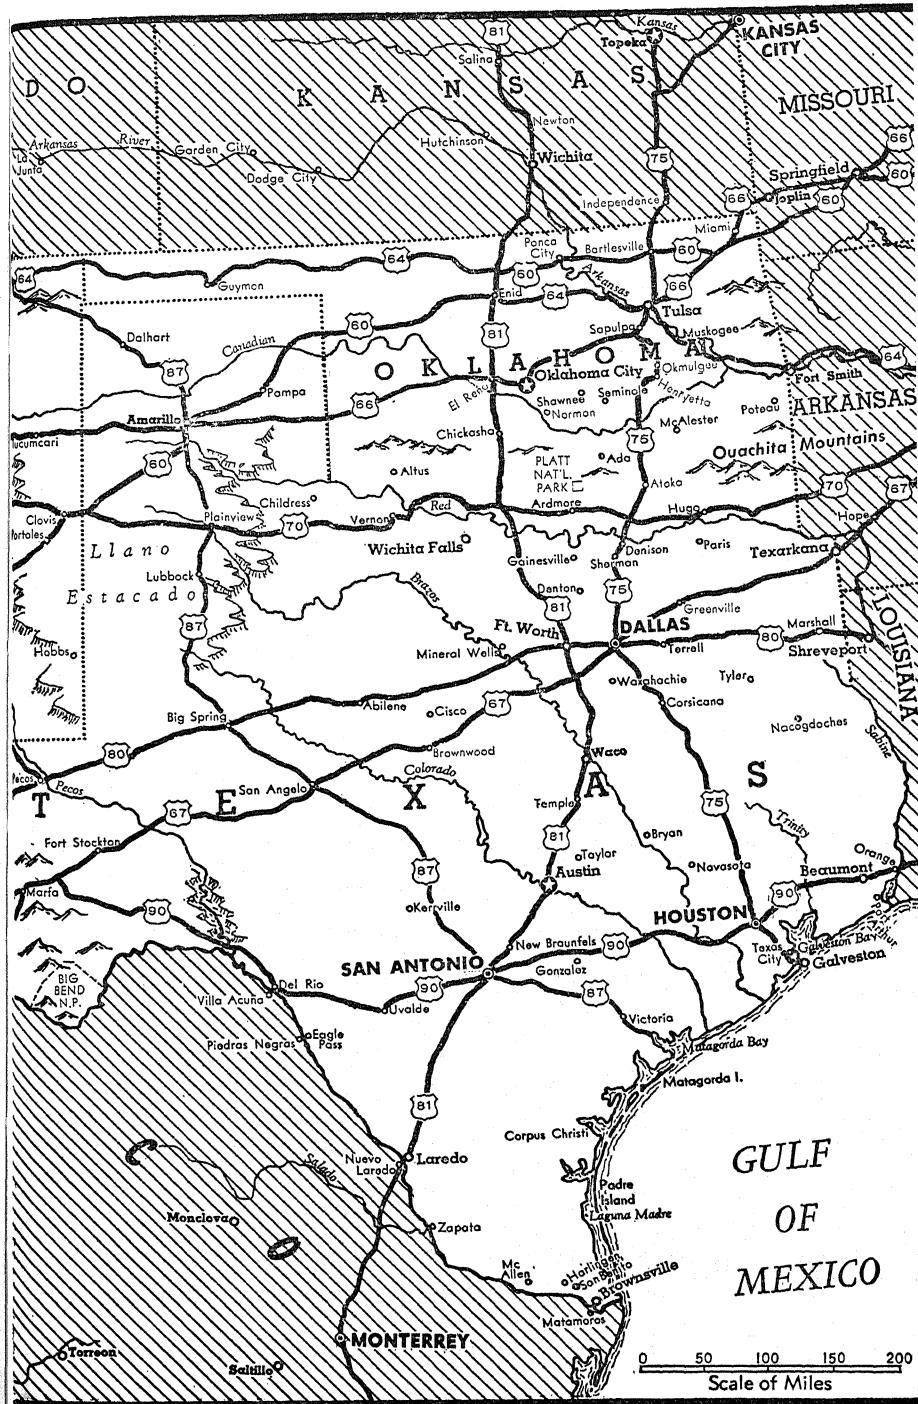 81
Kansas
Topeka
KANSAS
CITY
Salina
D O
K A N S A S
MISSOURI
Newton
Arkansas River
La
Junta
Garden City
Hutchinson
66
Dodge City
Wichita
75
Springfield
60
Independence
66
Joplin
60
Miami
Ponca
City
Bartlesville
60
64
64
60
Arkansas
66
Guymon
Enid
64
Tulsa
60
81
Sapulpa
Muskogee
Dalhart
Canadian
O K L A H O M A
64
87
Oklahoma City
Okmulgee
Fort Smith
Pampa
El Reno
Shawnee
Seminole
Henryetta
66
Norman
Poteau
ARKANSAS
Amarillo
McAlester
Tucumcari
Chickasha
75
Ouachita Mountains
60
Altus
PLATT
NAT'L.
PARK
Ada
Atoka
70
67
Childress
Red
Ardmore
Hugo
Clovis
Portales
Plainview
70
Vernon
Hope
Llano
Wichita Falls
Denison
Paris
Texarkana
Gainesville
Sherman
Lubbock
Estacado
Brazos
Denton
75
Greenville
81
LOUISIANA
87
Ft. Worth
DALLAS
Marshall
80
Mineral Wells
Terrell
Shreveport
Hobbs
Waxahachie
Tyler
Abilene
Cisco
67
Corsicana
Big Spring
Nacogdoches
80
Brownwood
Waco
Sabine
Pecos
Pecos
San Angelo
Colorado
T E X A S
Temple
75
67
Trinity
Fort Stockton
81
Bryan
Taylor
Orange
87
Austin
Navasota
Beaumont
Marfa
90
90
Kerrville
HOUSTON
Port
Arthur
New Braunfels
90
Texas
City
Galveston Bay
SAN ANTONIO
Gonzalez
Galveston
BIG
BEND
N.P.
Del Rio
90
87
Villa Acuña
Uvalde
Victoria
Eagle
Pass
Piedras Negras
Matagorda Bay
Matagorda I.
81
Corpus Christi
GULF
OF
MEXICO
Nuevo
Laredo
Laredo
Salado
Padre
Island
Laguna Madre
Monclova
Zapata
Mc
Allen
Harlingen
San Benito
Brownsville
Matamoros
MONTERREY
Torreon
Saltillo
0 50 100 150 200
Scale of Miles